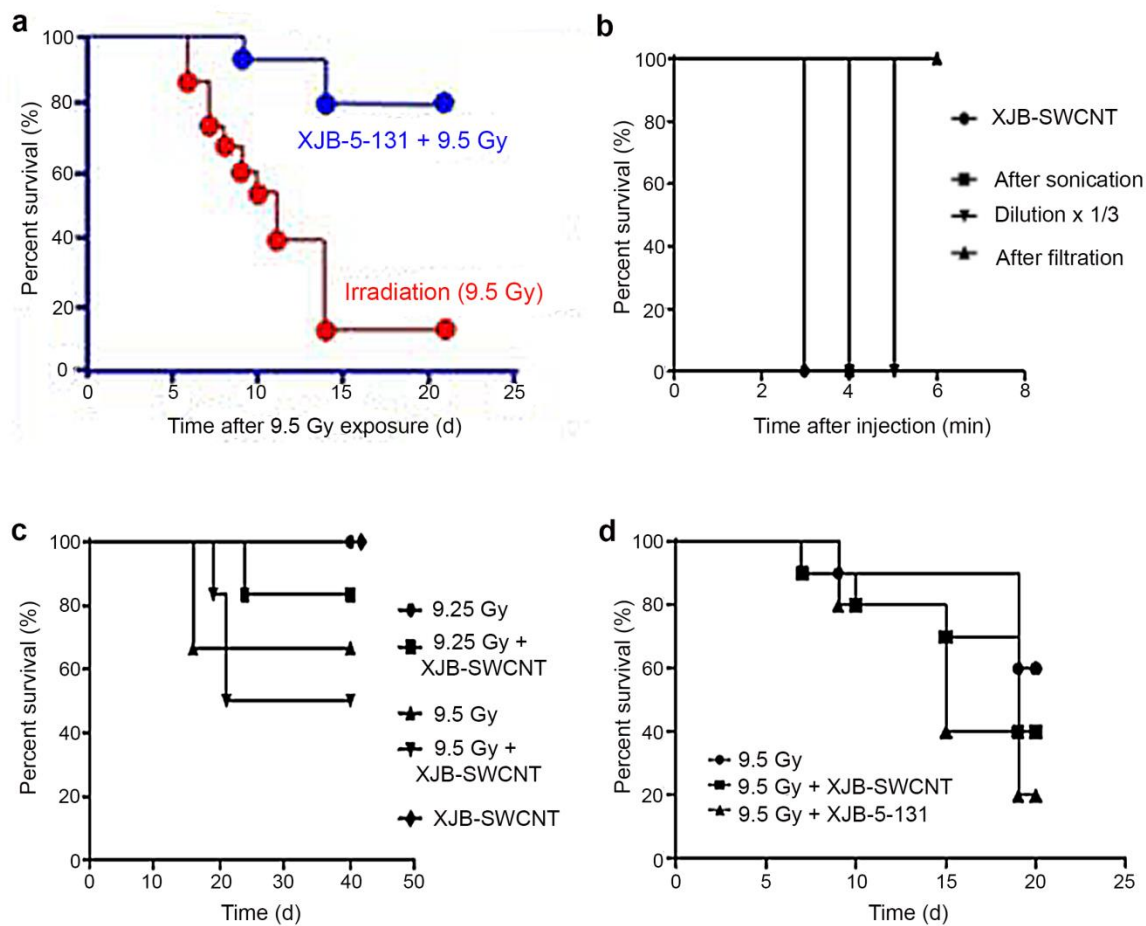 a
100
80
60
40
20
0
Percent survival (%)
XJB-5-131 + 9.5 Gy
Irradiation (9.5 Gy)
0 5 10 15 20 25
Time after 9.5 Gy exposure (d)
b
100
80
60
40
20
0
Percent survival (%)
XJB-SWCNT
After sonication
Dilution x 1/3
After filtration
0 2 4 6 8
Time after injection (min)
c
100
80
60
40
20
0
Percent survival (%)
9.25 Gy
9.25 Gy +
XJB-SWCNT
9.5 Gy
9.5 Gy +
XJB-SWCNT
XJB-SWCNT
0 10 20 30 40 50
Time (d)
d
100
80
60
40
20
0
Percent survival (%)
9.5 Gy
9.5 Gy + XJB-SWCNT
9.5 Gy + XJB-5-131
0 5 10 15 20 25
Time (d)